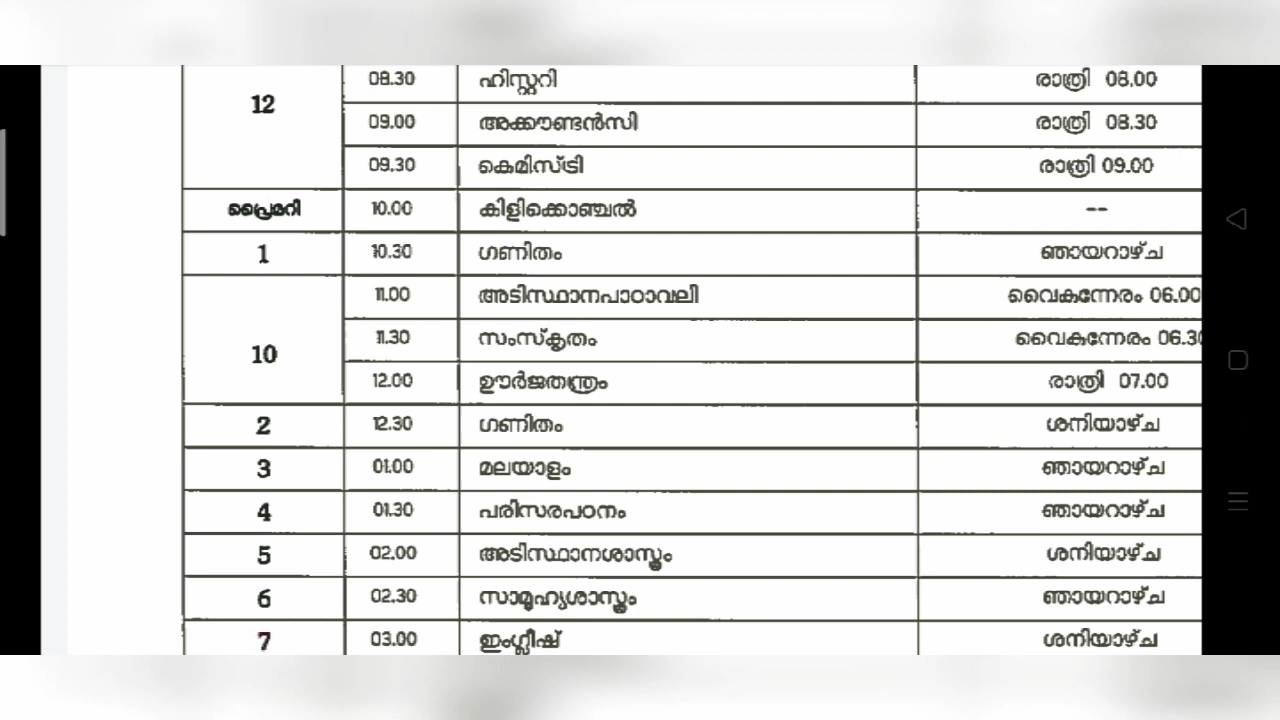 08.30 ഹിസ്റ്ററി രാത്രി 08.00
12
09.00 അക്കൗണ്ടൻസി രാത്രി 08.30
09.30 കെമിസ്ട്രി രാത്രി 09.00
പ്രൈമറി 10.00 കിളിക്കൊഞ്ചൽ --
1 10.30 ഗണിതം ഞായറാഴ്ച
11.00 അടിസ്ഥാനപാഠാവലി വൈകുന്നേരം 06.00
11.30 സംസ്കൃതം വൈകുന്നേരം 06.30
10
12.00 ഊർജതന്ത്രം രാത്രി 07.00
2 12.30 ഗണിതം ശനിയാഴ്ച
3 01.00 മലയാളം ഞായറാഴ്ച
4 01.30 പരിസരപഠനം ഞായറാഴ്ച
5 02.00 അടിസ്ഥാനശാസ്ത്രം ശനിയാഴ്ച
6 02.30 സാമൂഹ്യശാസ്ത്രം ഞായറാഴ്ച
7 03.00 ഇംഗ്ലീഷ് ശനിയാഴ്ച